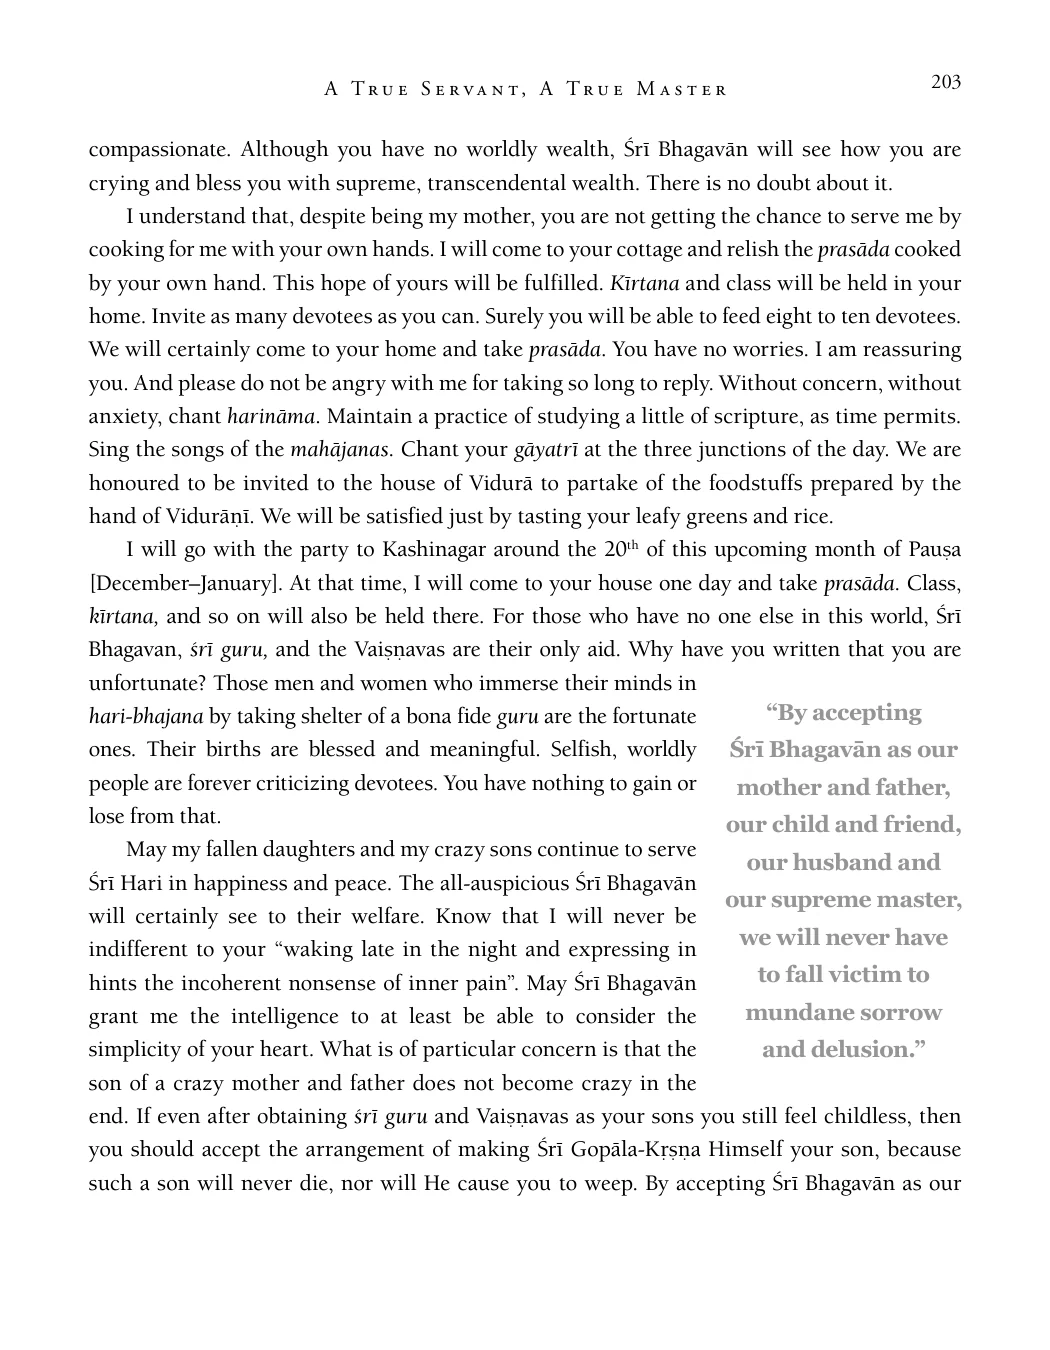 A True Servant, A True Master
203
compassionate. Although you have no worldly wealth, Śrī Bhagavān will see how you are
crying and bless you with supreme, transcendental wealth. There is no doubt about it.
I understand that, despite being my mother, you are not getting the chance to serve me by
cooking for me with your own hands. I will come to your cottage and relish the prasāda cooked
by your own hand. This hope of yours will be fulfilled. Kīrtana and class will be held in your
home. Invite as many devotees as you can. Surely you will be able to feed eight to ten devotees.
We will certainly come to your home and take prasāda. You have no worries. I am reassuring
you. And please do not be angry with me for taking so long to reply. Without concern, without
anxiety, chant harināma. Maintain a practice of studying a little of scripture, as time permits.
Sing the songs of the mahājanas. Chant your gāyatrī at the three junctions of the day. We are
honoured to be invited to the house of Vidurā to partake of the foodstuffs prepared by the
hand of Vidurāṇī. We will be satisfied just by tasting your leafy greens and rice.
I will go with the party to Kashinagar around the 20th of this upcoming month of Pauṣa
[December–January]. At that time, I will come to your house one day and take prasāda. Class,
kīrtana, and so on will also be held there. For those who have no one else in this world, Śrī
Bhagavan, śrī guru, and the Vaiṣṇavas are their only aid. Why have you written that you are
unfortunate? Those men and women who immerse their minds in
hari-bhajana by taking shelter of a bona fide guru are the fortunate
ones. Their births are blessed and meaningful. Selfish, worldly
people are forever criticizing devotees. You have nothing to gain or
lose from that.
May my fallen daughters and my crazy sons continue to serve
Śrī Hari in happiness and peace. The all-auspicious Śrī Bhagavān
will certainly see to their welfare. Know that I will never be
indifferent to your “waking late in the night and expressing in
hints the incoherent nonsense of inner pain”. May Śrī Bhagavān
grant me the intelligence to at least be able to consider the
simplicity of your heart. What is of particular concern is that the
son of a crazy mother and father does not become crazy in the
end. If even after obtaining śrī guru and Vaiṣṇavas as your sons you still feel childless, then
you should accept the arrangement of making Śrī Gopāla-Kṛṣṇa Himself your son, because
such a son will never die, nor will He cause you to weep. By accepting Śrī Bhagavān as our
“By accepting
Śrī Bhagavān as our
mother and father,
our child and friend,
our husband and
our supreme master,
we will never have
to fall victim to
mundane sorrow
and delusion.”